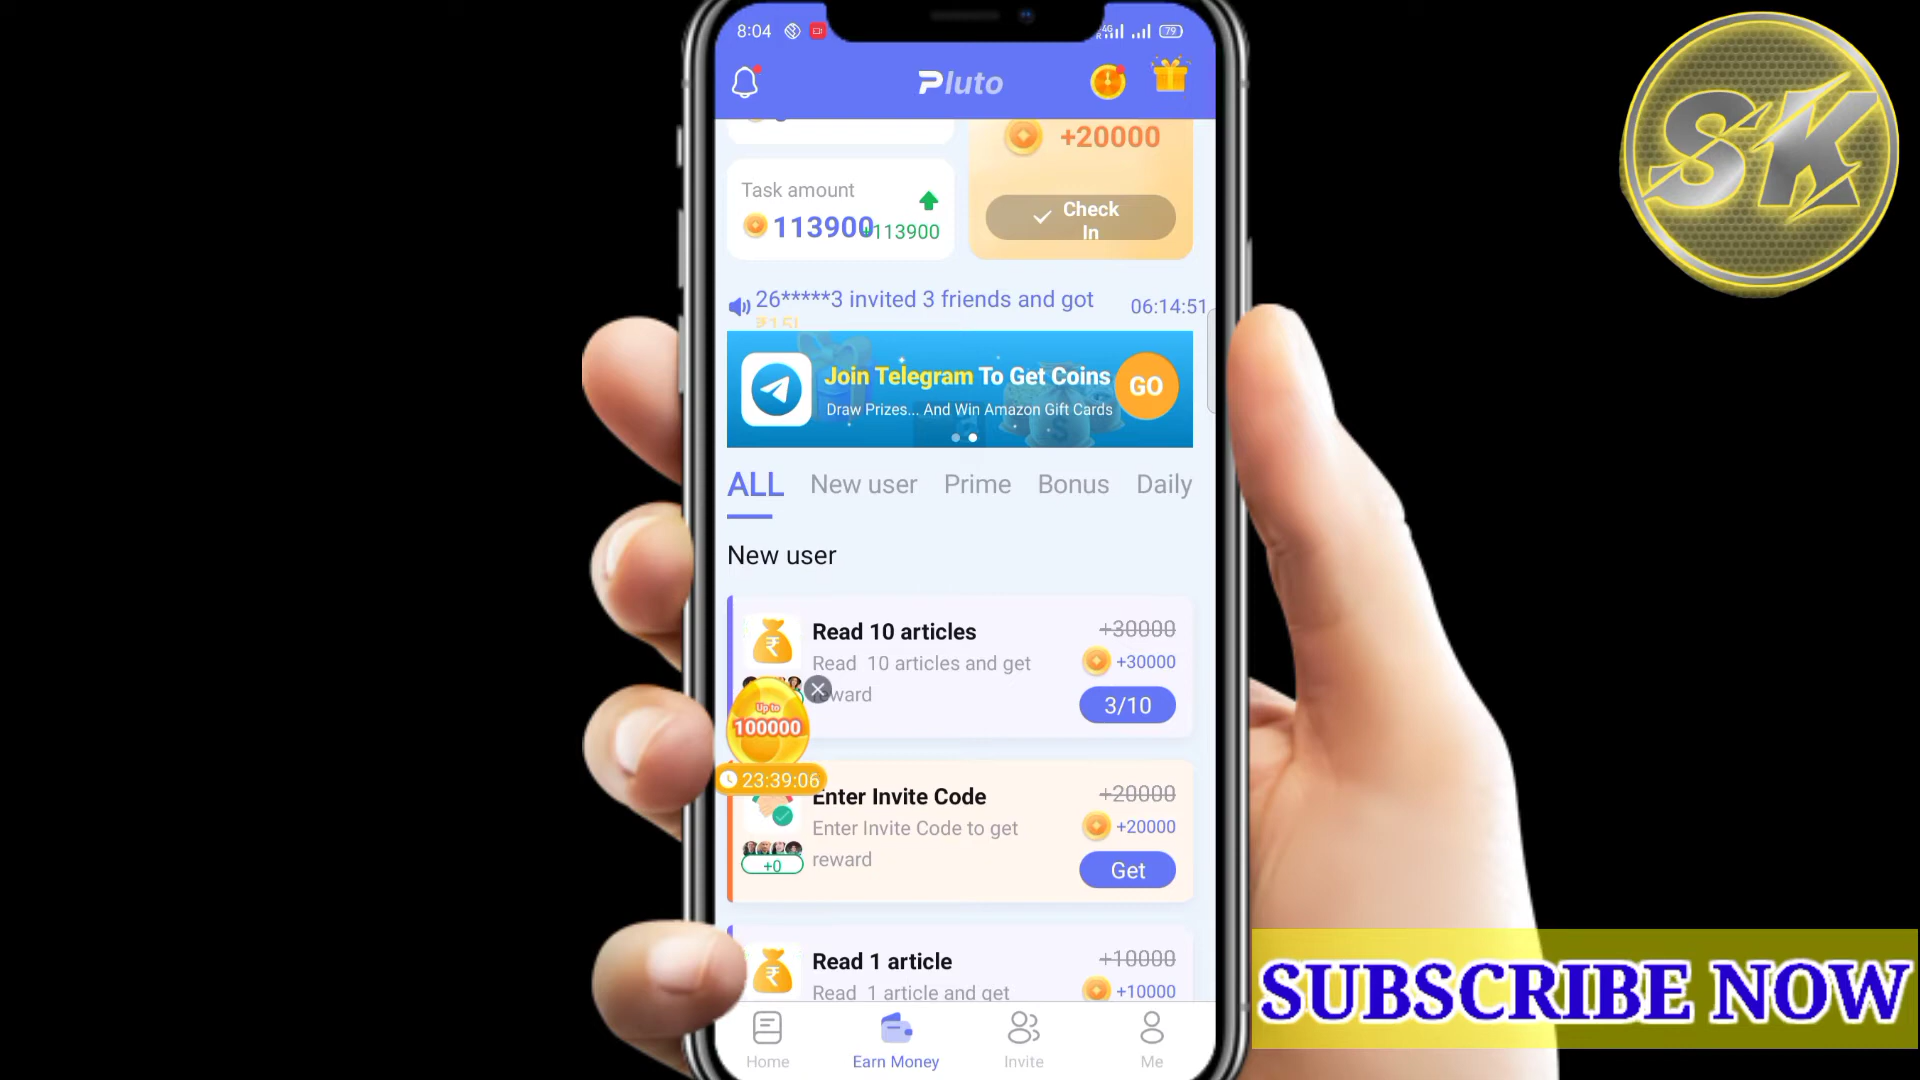 8:04
4G
R
79
Pluto
+20000
Task amount
113900
+113900
Check
In
26*****3 invited 3 friends and got
06:14:51
Join Telegram To Get Coins
GO
Draw Prizes... And Win Amazon Gift Cards
ALL New user Prime Bonus Daily
New user
Read 10 articles
+30000
Read 10 articles and get
+30000
reward
3/10
Up to
100000
23:39:06
Enter Invite Code
+20000
Enter Invite Code to get
+20000
reward
+0
Get
Read 1 article
+10000
Read 1 article and get
+10000
Home Earn Money Invite Me
SK
SUBSCRIBE NOW